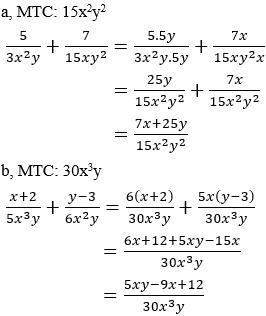 a, MTC: 15x²y²
5/3x²y + 7/15xy² = 5.5y/3x²y.5y + 7x/15xy²x
= 25y/15x²y² + 7x/15x²y²
= 7x+25y/15x²y²
b, MTC: 30x³y
x+2/5x³y + y−3/6x²y = 6(x+2)/30x³y + 5x(y−3)/30x³y
= 6x+12+5xy−15x/30x³y
= 5xy−9x+12/30x³y